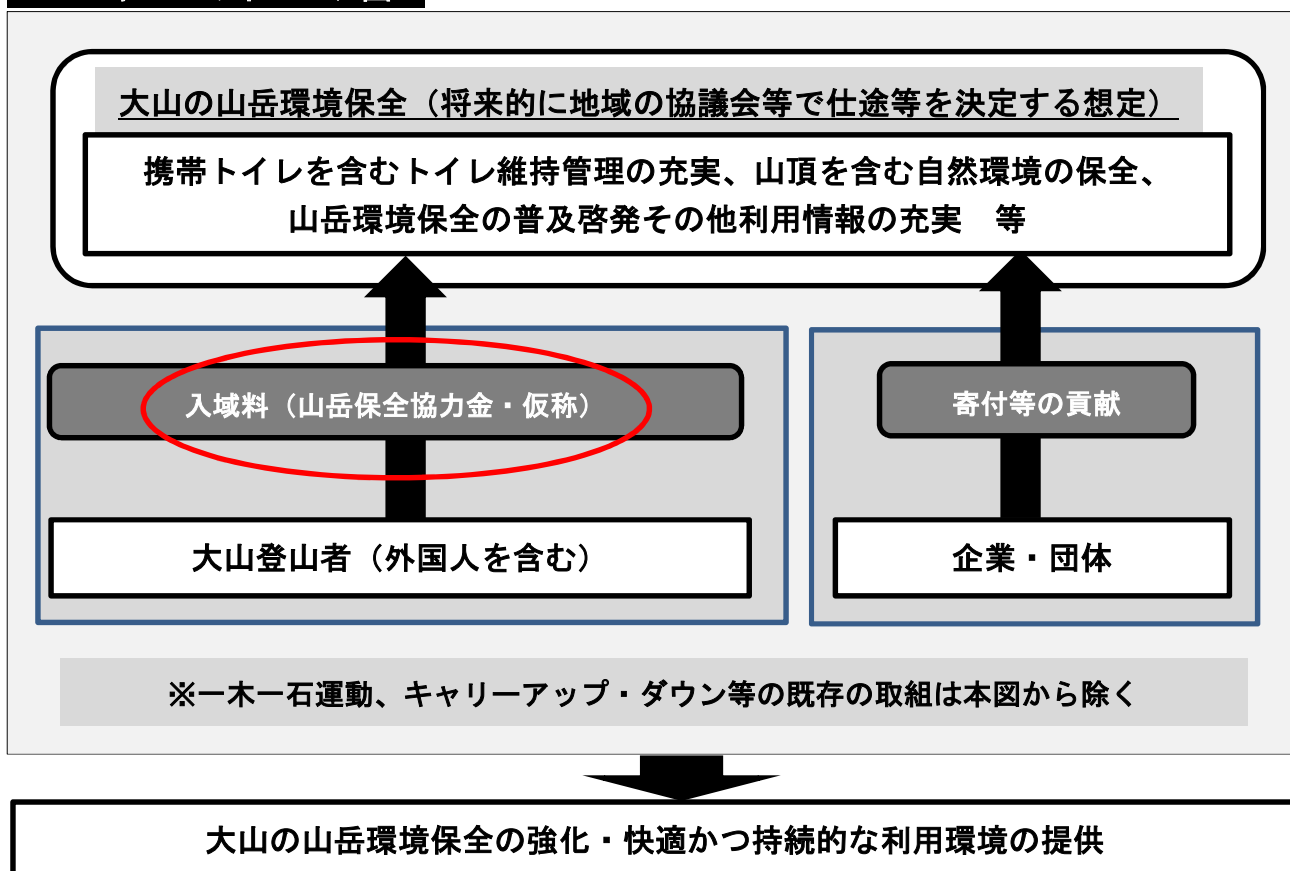 大山の山岳環境保全（将来的に地域の協議会等で仕途等を決定する想定）
携帯トイレを含むトイレ維持管理の充実、山頂を含む自然環境の保全、
山岳環境保全の普及啓発その他利用情報の充実　等
入域料（山岳保全協力金・仮称）
寄付等の貢献
大山登山者（外国人を含む）
企業・団体
※一木一石運動、キャリーアップ・ダウン等の既存の取組は本図から除く
大山の山岳環境保全の強化・快適かつ持続的な利用環境の提供